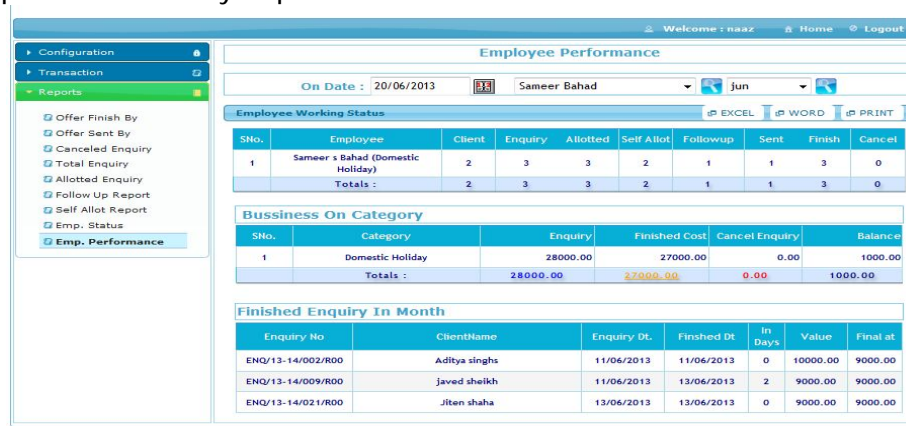 Welcome : naaz Home Logout
Configuration
Transaction
Reports
Offer Finish By
Offer Sent By
Canceled Enquiry
Total Enquiry
Allotted Enquiry
Follow Up Report
Self Allot Report
Emp. Status
Emp. Performance
Employee Performance
On Date : 20/06/2013 Sameer Bahad jun
Employee Working Status EXCEL WORD PRINT
SNo. Employee Client Enquiry Allotted Self Allot Followup Sent Finish Cancel
1 Sameer s Bahad (Domestic Holiday) 2 3 3 2 1 1 3 0
Totals : 2 3 3 2 1 1 3 0
Bussiness On Category
SNo. Category Enquiry Finished Cost Cancel Enquiry Balance
1 Domestic Holiday 28000.00 27000.00 0.00 1000.00
Totals : 28000.00 27000.00 0.00 1000.00
Finished Enquiry In Month
Enquiry No ClientName Enquiry Dt. Finshed Dt In Days Value Final at
ENQ/13-14/002/R00 Aditya singhs 11/06/2013 11/06/2013 0 10000.00 9000.00
ENQ/13-14/009/R00 javed sheikh 11/06/2013 13/06/2013 2 9000.00 9000.00
ENQ/13-14/021/R00 Jiten shaha 13/06/2013 13/06/2013 0 9000.00 9000.00